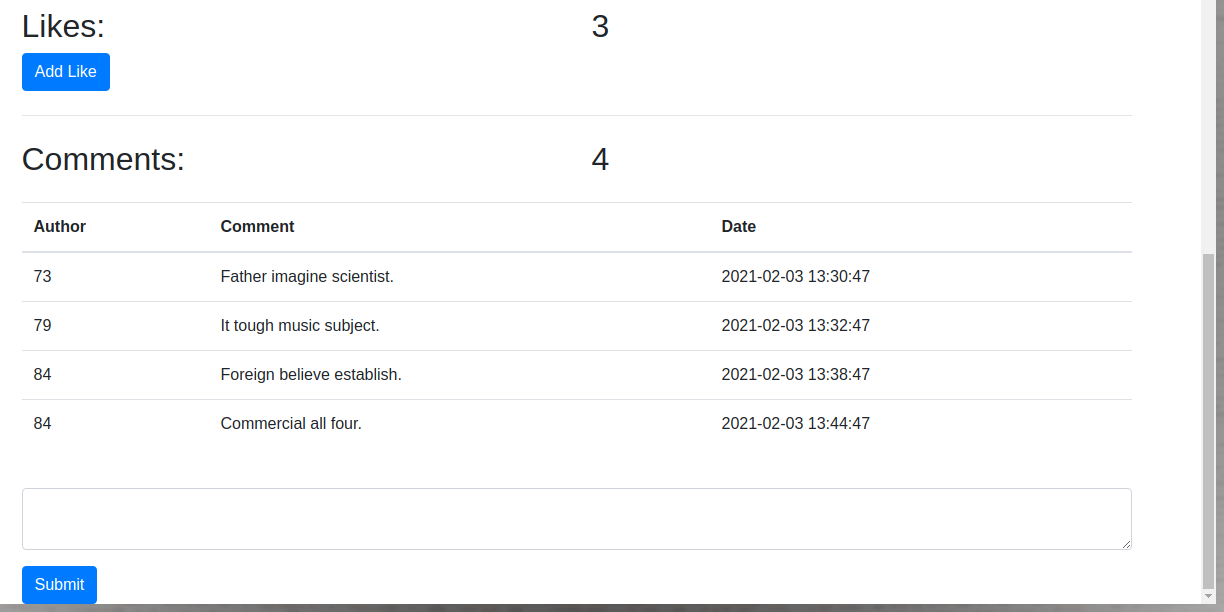 Likes: 3
Add Like
Comments: 4
Author Comment Date
73 Father imagine scientist. 2021-02-03 13:30:47
79 It tough music subject. 2021-02-03 13:32:47
84 Foreign believe establish. 2021-02-03 13:38:47
84 Commercial all four. 2021-02-03 13:44:47
Submit